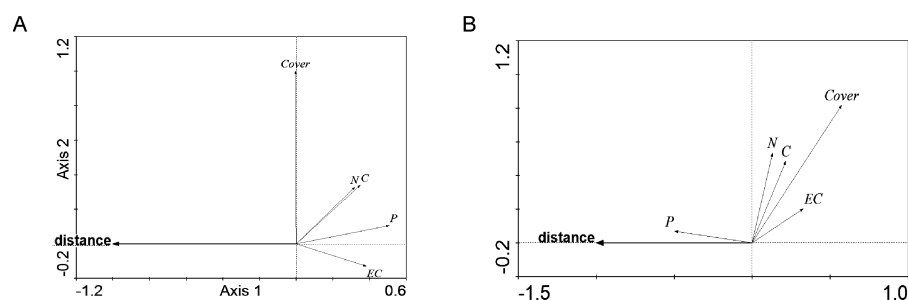 A
1.2
Cover
Axis 2
N C
P
distance
EC
-0.2
-1.2
Axis 1
0.6
B
1.2
Cover
N
C
EC
P
distance
-0.2
-1.5
1.0